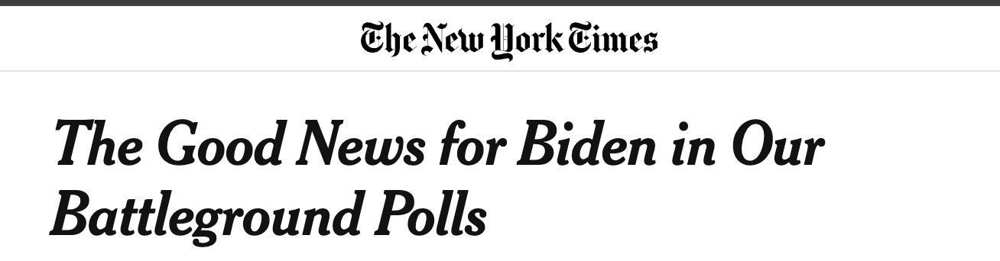 The New York Times
The Good News for Biden in Our
Battleground Polls